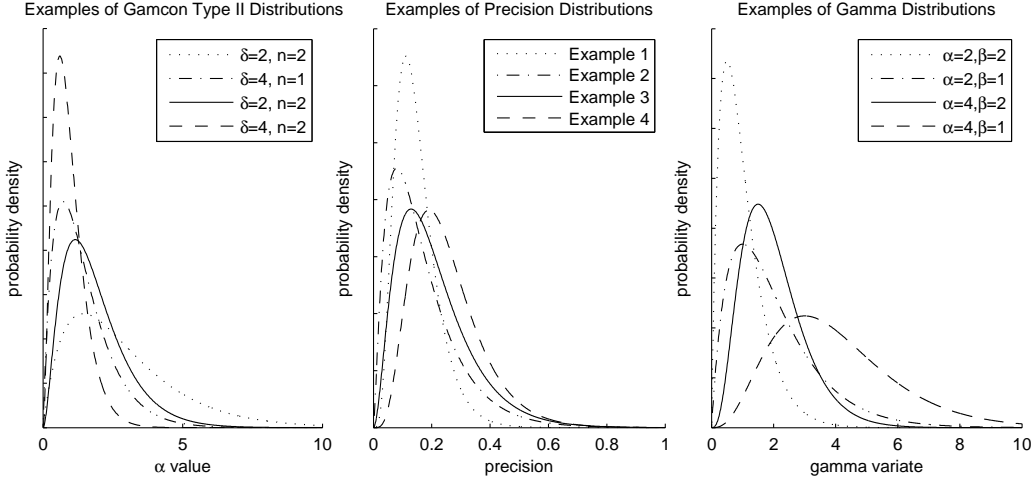 Examples of Gamcon Type II Distributions
δ=2, n=2
δ=4, n=1
δ=2, n=2
δ=4, n=2
probability density
0 5 10
α value
Examples of Precision Distributions
Example 1
Example 2
Example 3
Example 4
probability density
0 0.2 0.4 0.6 0.8 1
precision
Examples of Gamma Distributions
α=2,β=2
α=2,β=1
α=4,β=2
α=4,β=1
probability density
0 2 4 6 8 10
gamma variate